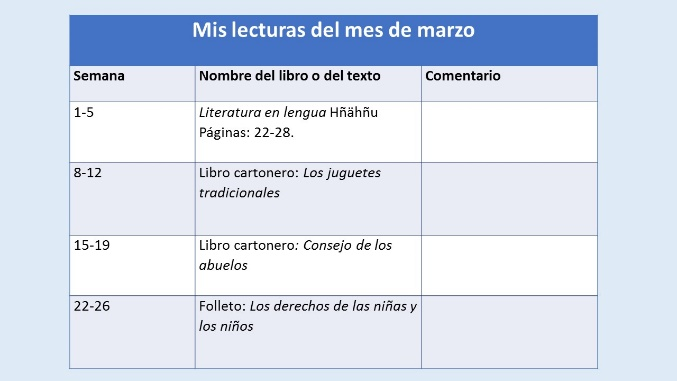 Mis lecturas del mes de marzo
Semana
Nombre del libro o del texto
Comentario
1-5
Literatura en lengua Hñähñu
Páginas: 22-28.
8-12
Libro cartonero: Los juguetes
tradicionales
15-19
Libro cartonero: Consejo de los
abuelos
22-26
Folleto: Los derechos de las niñas y
los niños